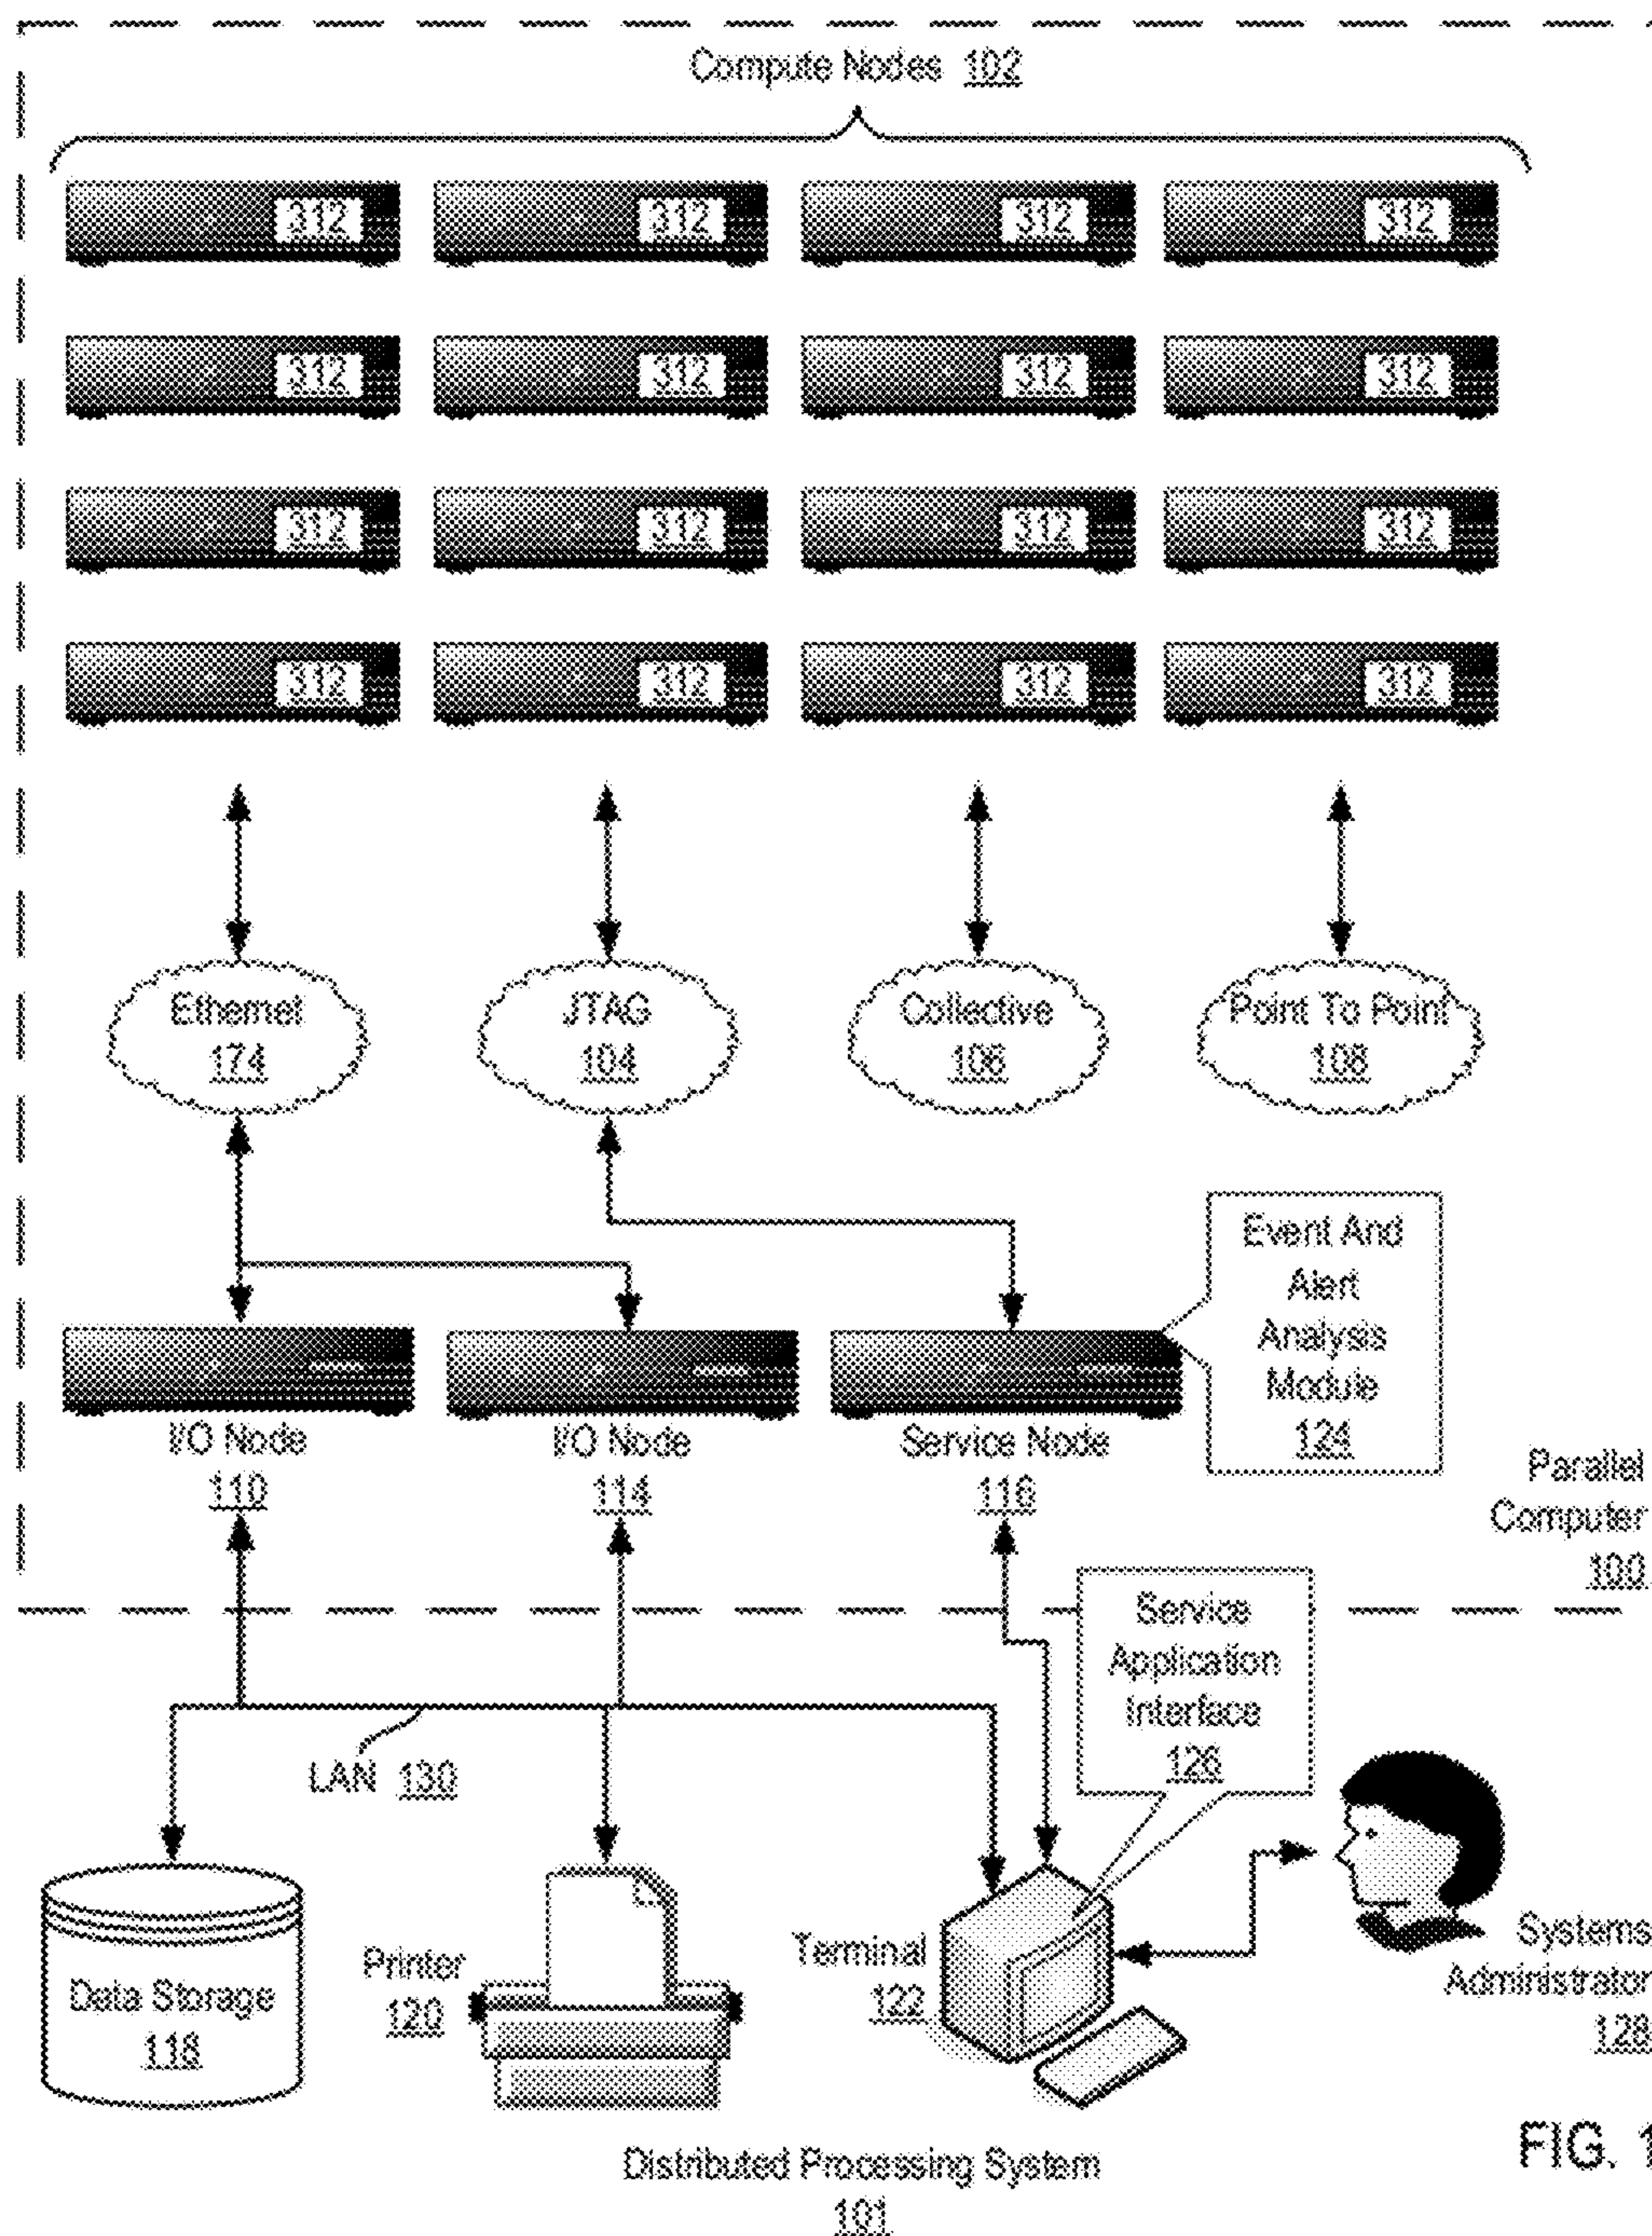 Compute Nodes 102
312 312 312 312
312 312 312 312
312 312 312 312
312 312 312 312
Ethernet
174
JTAG
104
Collective
106
Point To Point
108
Event And
Alert
Analysis
Module
124
I/O Node
110
I/O Node
114
Service Node
116
Parallel
Computer
100
Service
Application
Interface
126
LAN 130
Data Storage
118
Printer
120
Terminal
122
Systems
Administrator
128
Distributed Processing System
101
FIG. 1